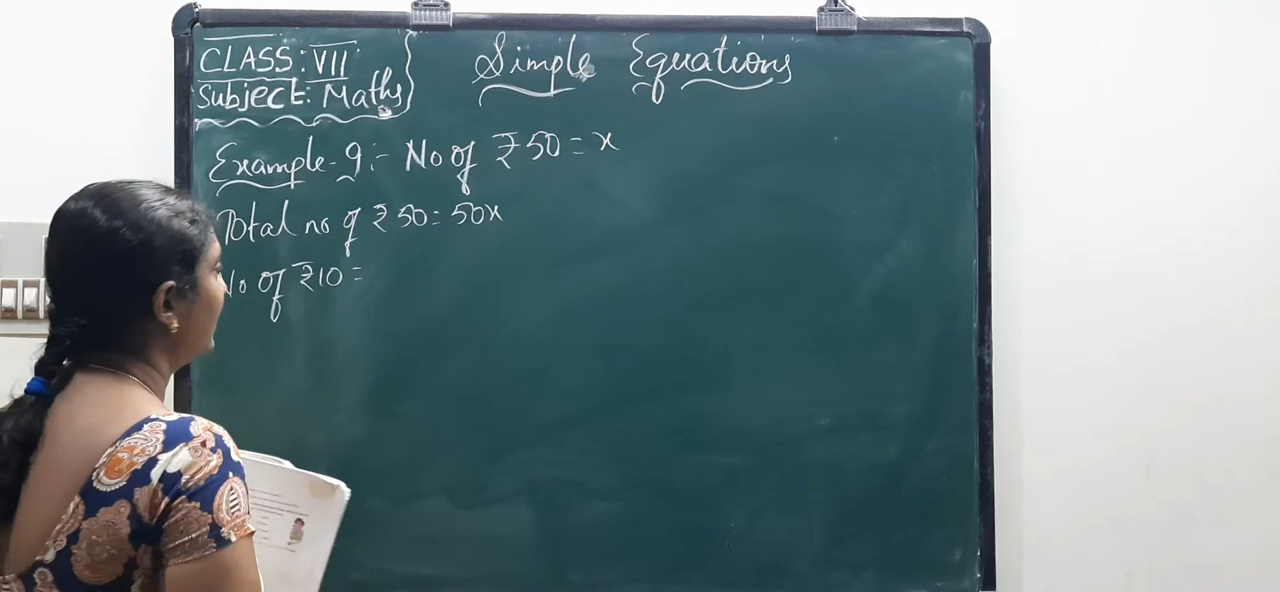 CLASS: VII
Subject: Maths
Simple Equations
Example-9:- No of ₹50 = x
Total no of ₹50 = 50x
No of ₹10 =